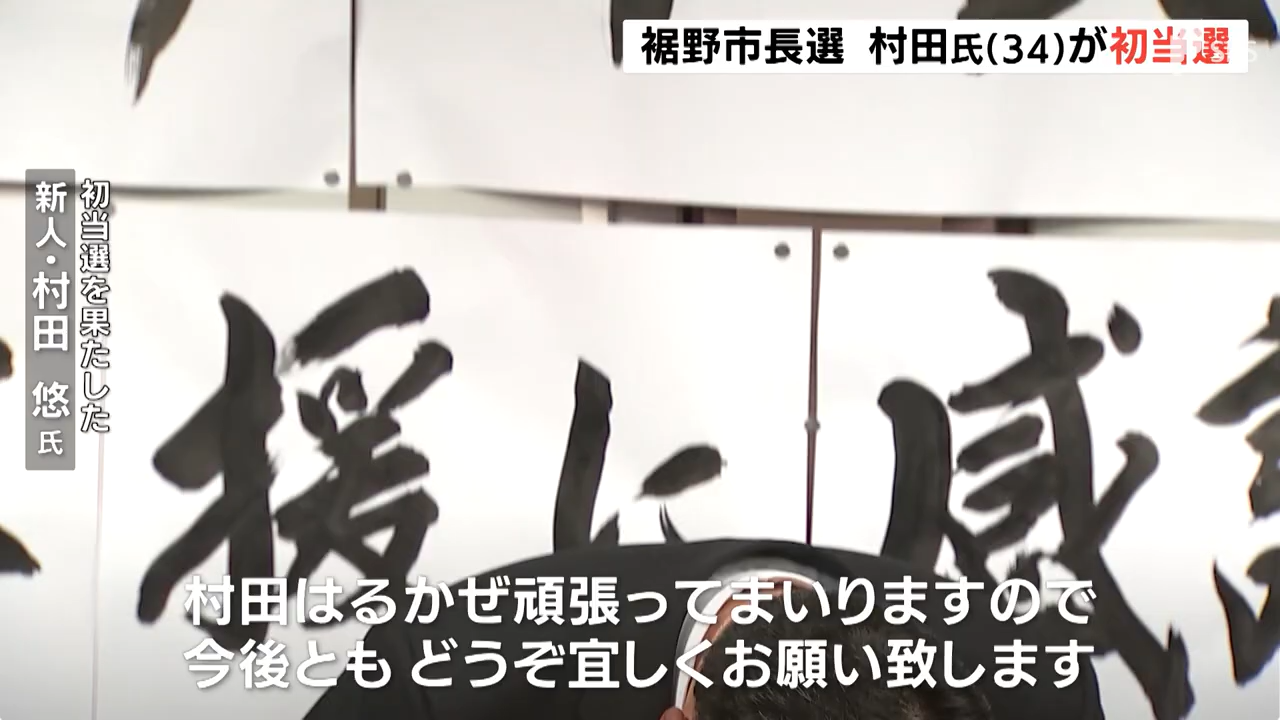 裾野市長選 村田氏(34)が初当選
初当選を果たした
新人・村田 悠氏
援に感
村田はるかぜ頑張ってまいりますので
今後とも どうぞ宜しくお願い致します